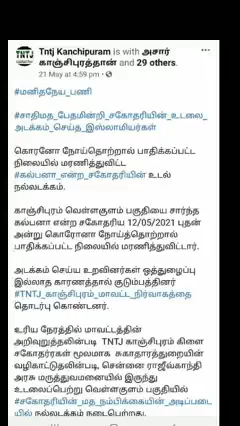 Tntj Kanchipuram is with அசார்
காஞ்சிபுரத்தான் and 29 others.
21 May at 4:59 pm ·
#மனிதநேய_பணி
#சாதிமத_பேதமின்றி_சகோதரியின்_உடலை_
அடக்கம்_செய்த_இஸ்லாமியர்கள்
கொரனோ நோய்தொற்றால் பாதிக்கப்பட்ட
நிலையில் மரணித்துவிட்ட
#கல்பனா_என்ற_சகோதரியின் உடல்
நல்லடக்கம்.
காஞ்சிபுரம் வெள்ளகுளம் பகுதியை சார்ந்த
கல்பனா என்ற சகோதரிய 12/05/2021 புதன்
அன்று கொரோனா நோய்த்தொற்றால்
பாதிக்கப்பட்ட நிலையில் மரணித்துவிட்டார்.
அடக்கம் செய்ய உறவினர்கள் ஒத்துழைப்பு
இல்லாத காரணத்தால் குடும்பத்தினர்
#TNTJ_காஞ்சிபுரம்_மாவட்ட_நிர்வாகத்தை
தொடர்பு கொண்டனர்.
உரிய நேரத்தில் மாவட்டத்தின்
அறிவுறுத்தலின்படி TNTJ காஞ்சிபுரம் கிளை
சகோதர்கள் மூலமாக சுகாதாரத்துறையின்
வழிகாட்டுதலின்படி, சென்னை ராஜீவ்காந்தி
அரசு மருத்துவமனையில் இருந்து
உடலைப்பெற்று வெள்ளகுளம் பகுதியில்
#சகோதரியின்_மத_நம்பிக்கையின்_அடிப்படை
யில் நல்லடக்கம் நடைபெற்றது.